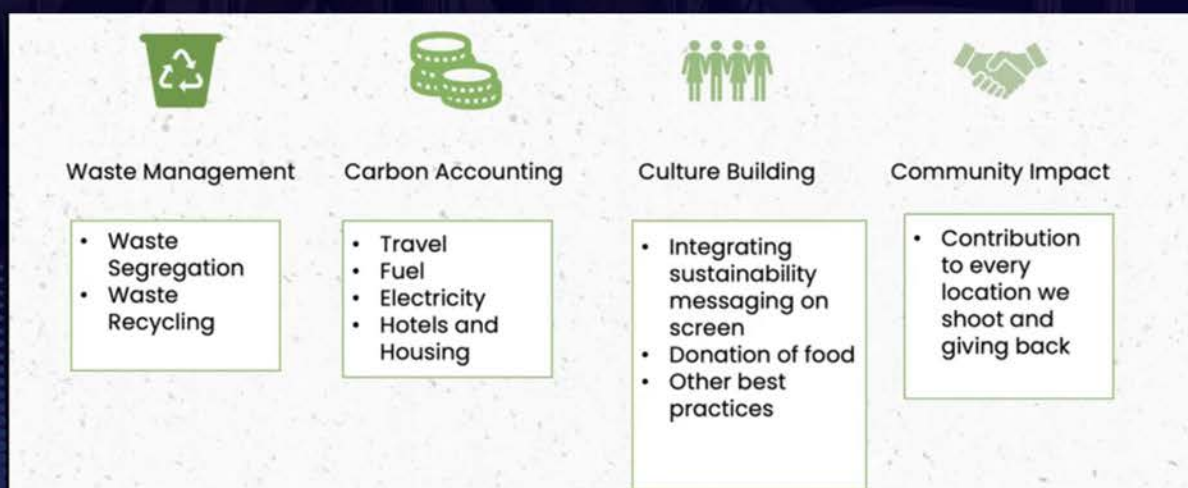 Waste Management
• Waste
Segregation
• Waste
Recycling
Carbon Accounting
• Travel
• Fuel
• Electricity
• Hotels and
Housing
Culture Building
• Integrating
sustainability
messaging on
screen
• Donation of food
• Other best
practices
Community Impact
• Contribution
to every
location we
shoot and
giving back